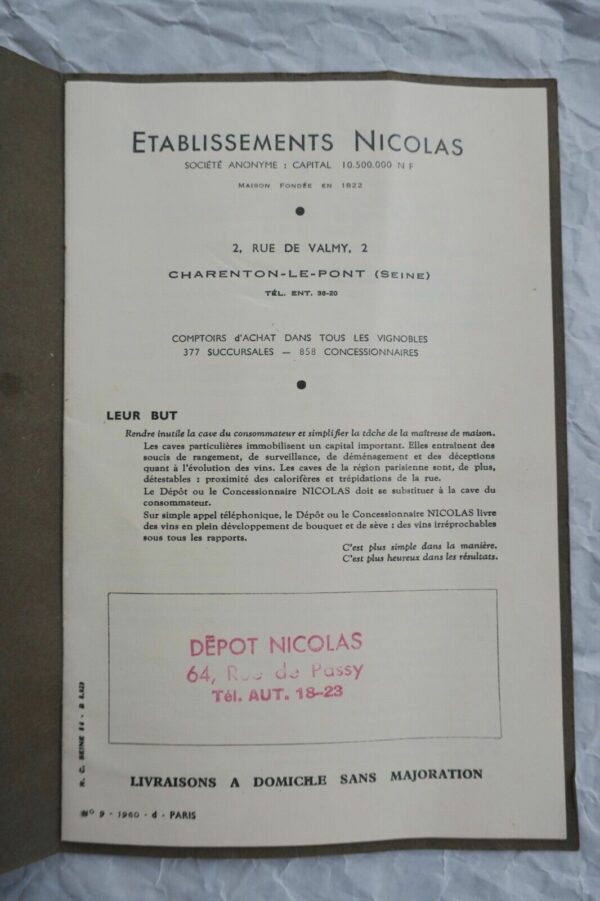 ETABLISSEMENTS NICOLAS
SOCIÉTÉ ANONYME : CAPITAL 10.500.000 N F
MAISON FONDÉE EN 1822
2, RUE DE VALMY, 2
CHARENTON-LE-PONT (SEINE)
TÉL. ENT. 38-20
COMPTOIRS d'ACHAT DANS TOUS LES VIGNOBLES
377 SUCCURSALES — 858 CONCESSIONNAIRES
LEUR BUT
Rendre inutile la cave du consommateur et simplifier la tâche de la maîtresse de maison.
Les caves particulières immobilisent un capital important. Elles entraînent des
soucis de rangement, de surveillance, de déménagement et des déceptions
quant à l'évolution des vins. Les caves de la région parisienne sont, de plus,
détestables : proximité des calorifères et trépidations de la rue.
Le Dépôt ou le Concessionnaire NICOLAS doit se substituer à la cave du
consommateur.
Sur simple appel téléphonique, le Dépôt ou le Concessionnaire NICOLAS livre
des vins en plein développement de bouquet et de sève : des vins irréprochables
sous tous les rapports.
C'est plus simple dans la manière.
C'est plus heureux dans les résultats.
DÉPOT NICOLAS
64, Rue de Passy
Tél. AUT. 18-23
LIVRAISONS A DOMICILE SANS MAJORATION
R. C. SEINE
Nº 9 - 1960 - d - PARIS